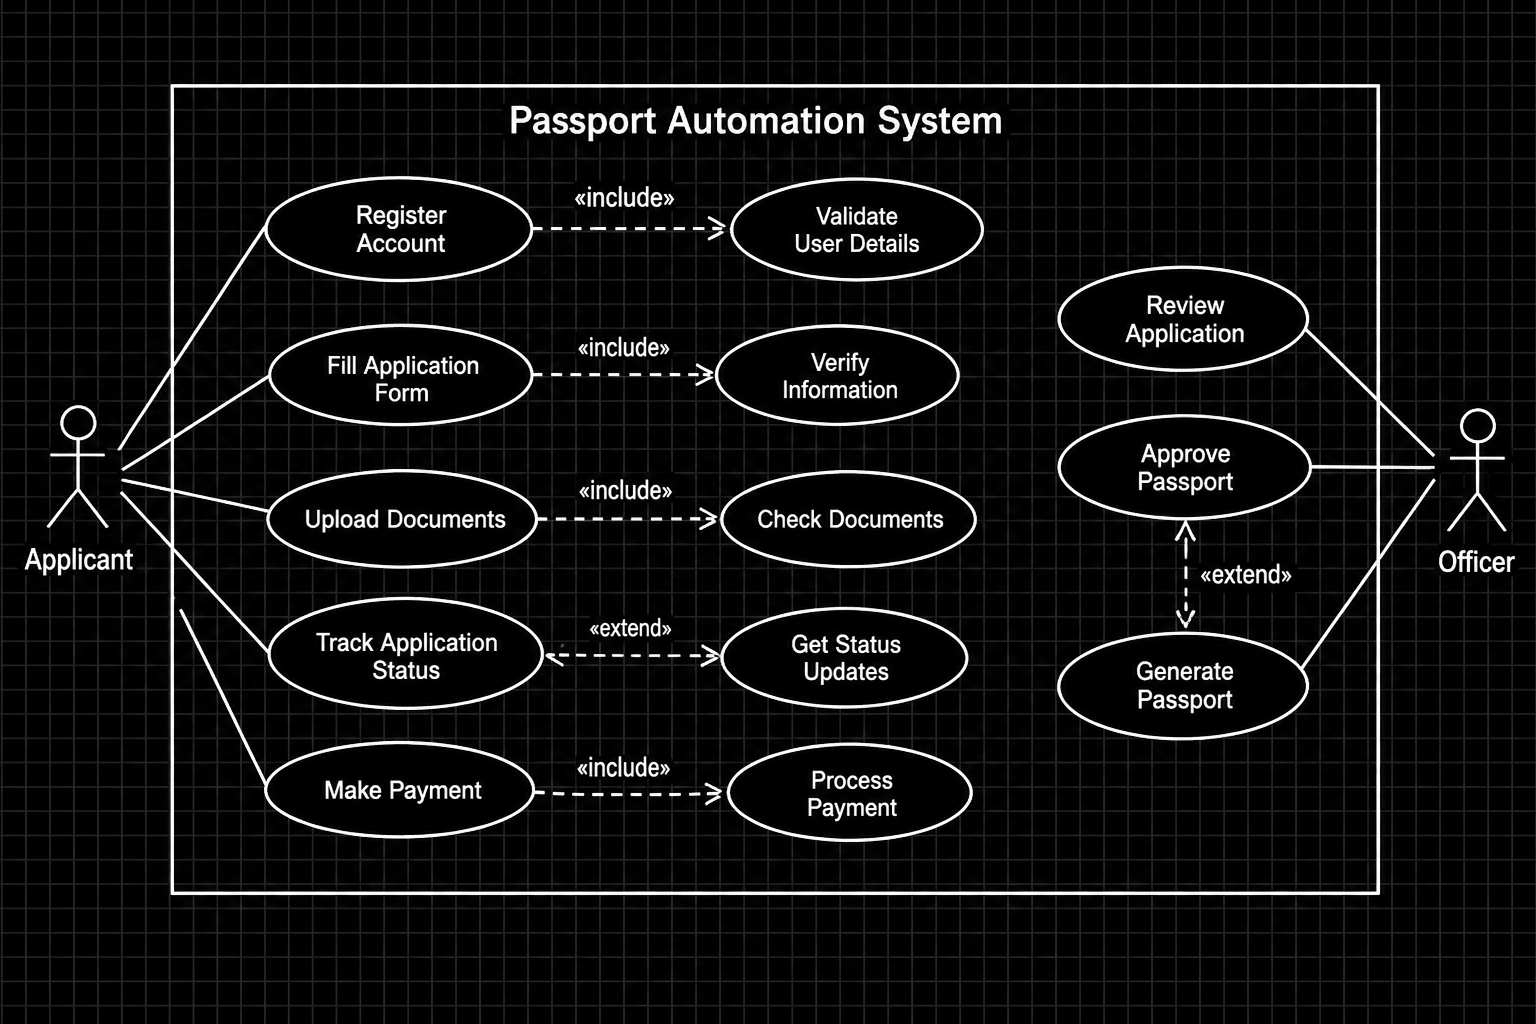 Passport Automation System
Register
Account
«include»
Validate
User Details
Fill Application
Form
«include»
Verify
Information
Upload Documents
«include»
Check Documents
Track Application
Status
«extend»
Get Status
Updates
Make Payment
«include»
Process
Payment
Review
Application
Approve
Passport
«extend»
Generate
Passport
Applicant
Officer